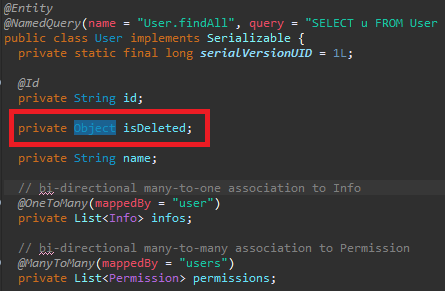 @Entity
@NamedQuery(name = "User.findAll", query = "SELECT u FROM User
public class User implements Serializable {
private static final long serialVersionUID = 1L;
@Id
private String id;
private Object isDeleted;
private String name;
// bi-directional many-to-one association to Info
@OneToMany(mappedBy = "user")
private List<Info> infos;
// bi-directional many-to-many association to Permission
@ManyToMany(mappedBy = "users")
private List<Permission> permissions;